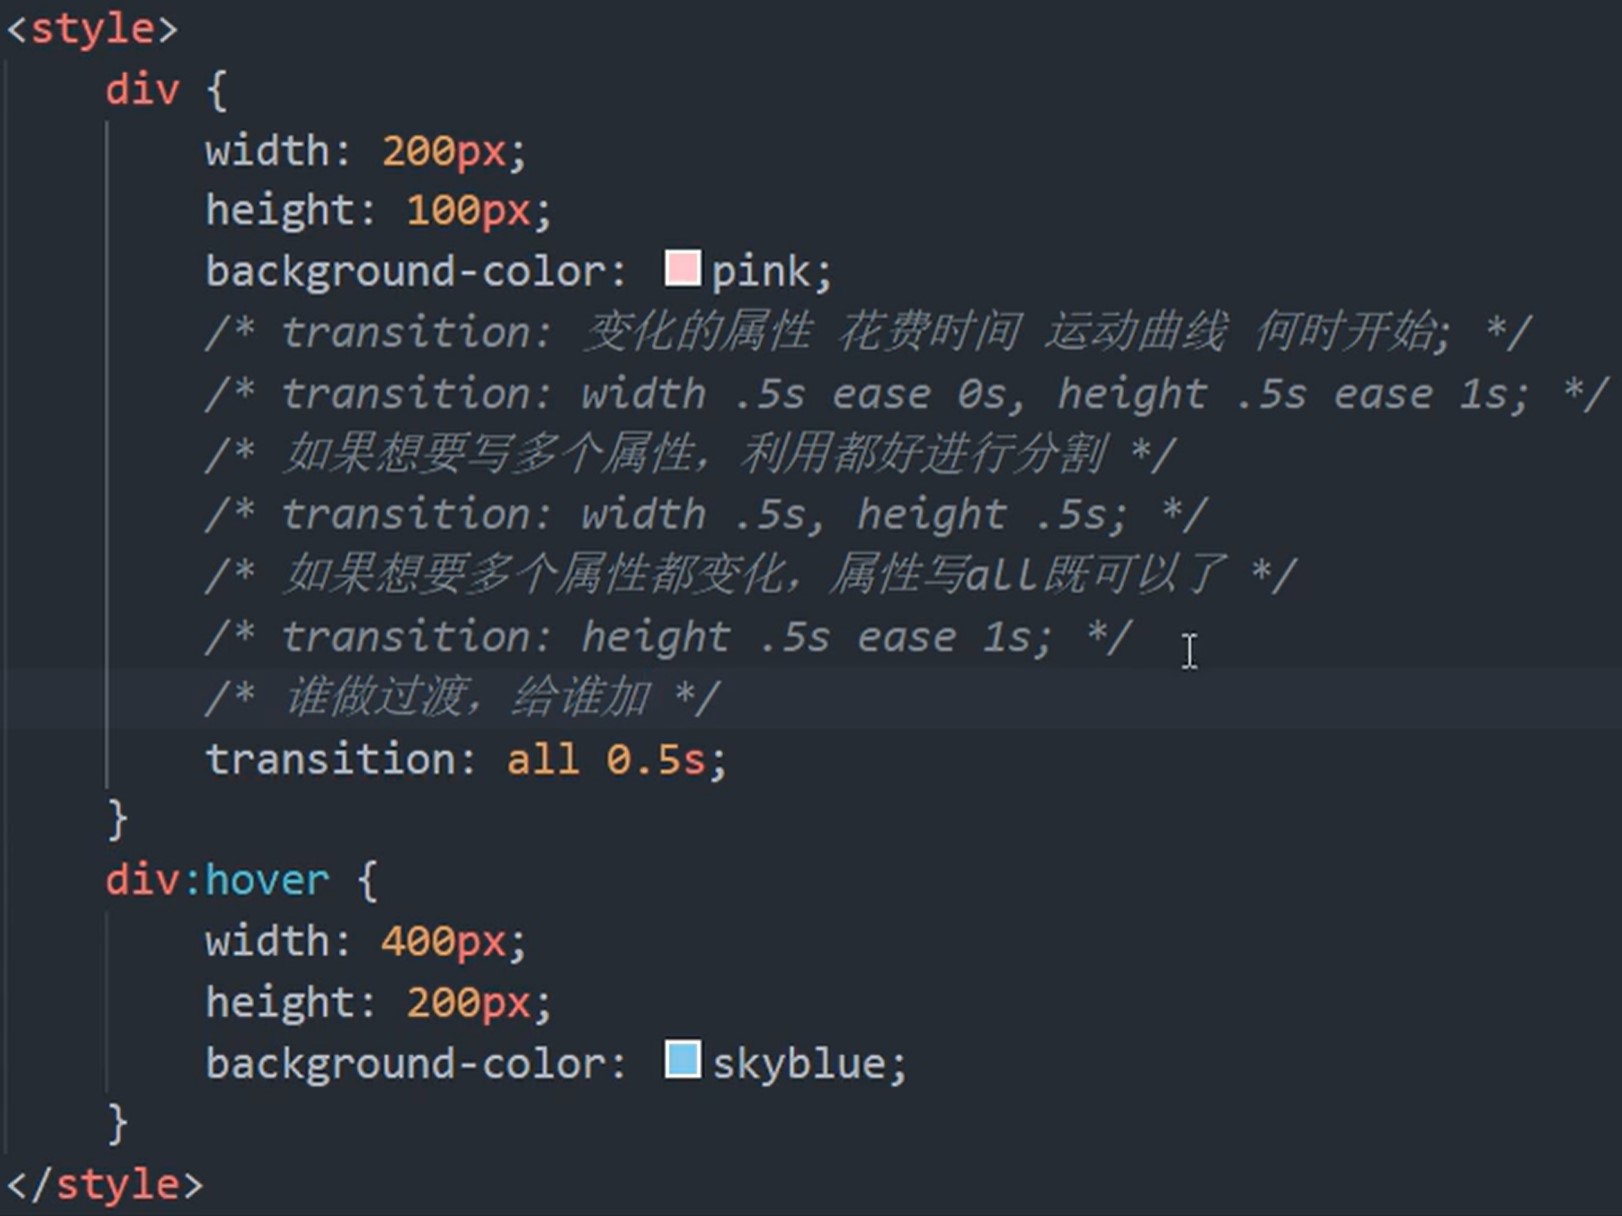 <style>
div {
width: 200px;
height: 100px;
background-color: pink;
/* transition: 变化的属性 花费时间 运动曲线 何时开始; */
/* transition: width .5s ease 0s, height .5s ease 1s; */
/* 如果想要写多个属性，利用都好进行分割 */
/* transition: width .5s, height .5s; */
/* 如果想要多个属性都变化，属性写all既可以了 */
/* transition: height .5s ease 1s; */
/* 谁做过渡，给谁加 */
transition: all 0.5s;
}
div:hover {
width: 400px;
height: 200px;
background-color: skyblue;
}
</style>